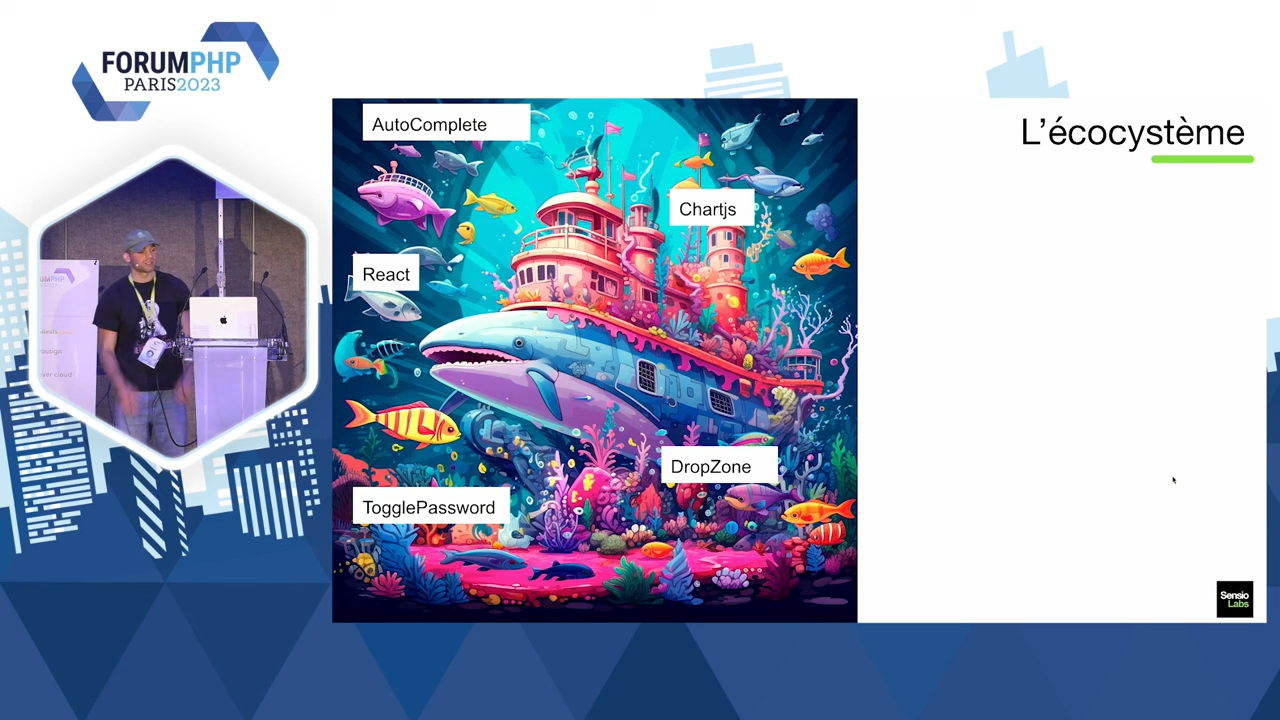 FORUMPHP
PARIS2023
AutoComplete
L’écocystème
Chartjs
React
DropZone
TogglePassword
Sensio
Labs